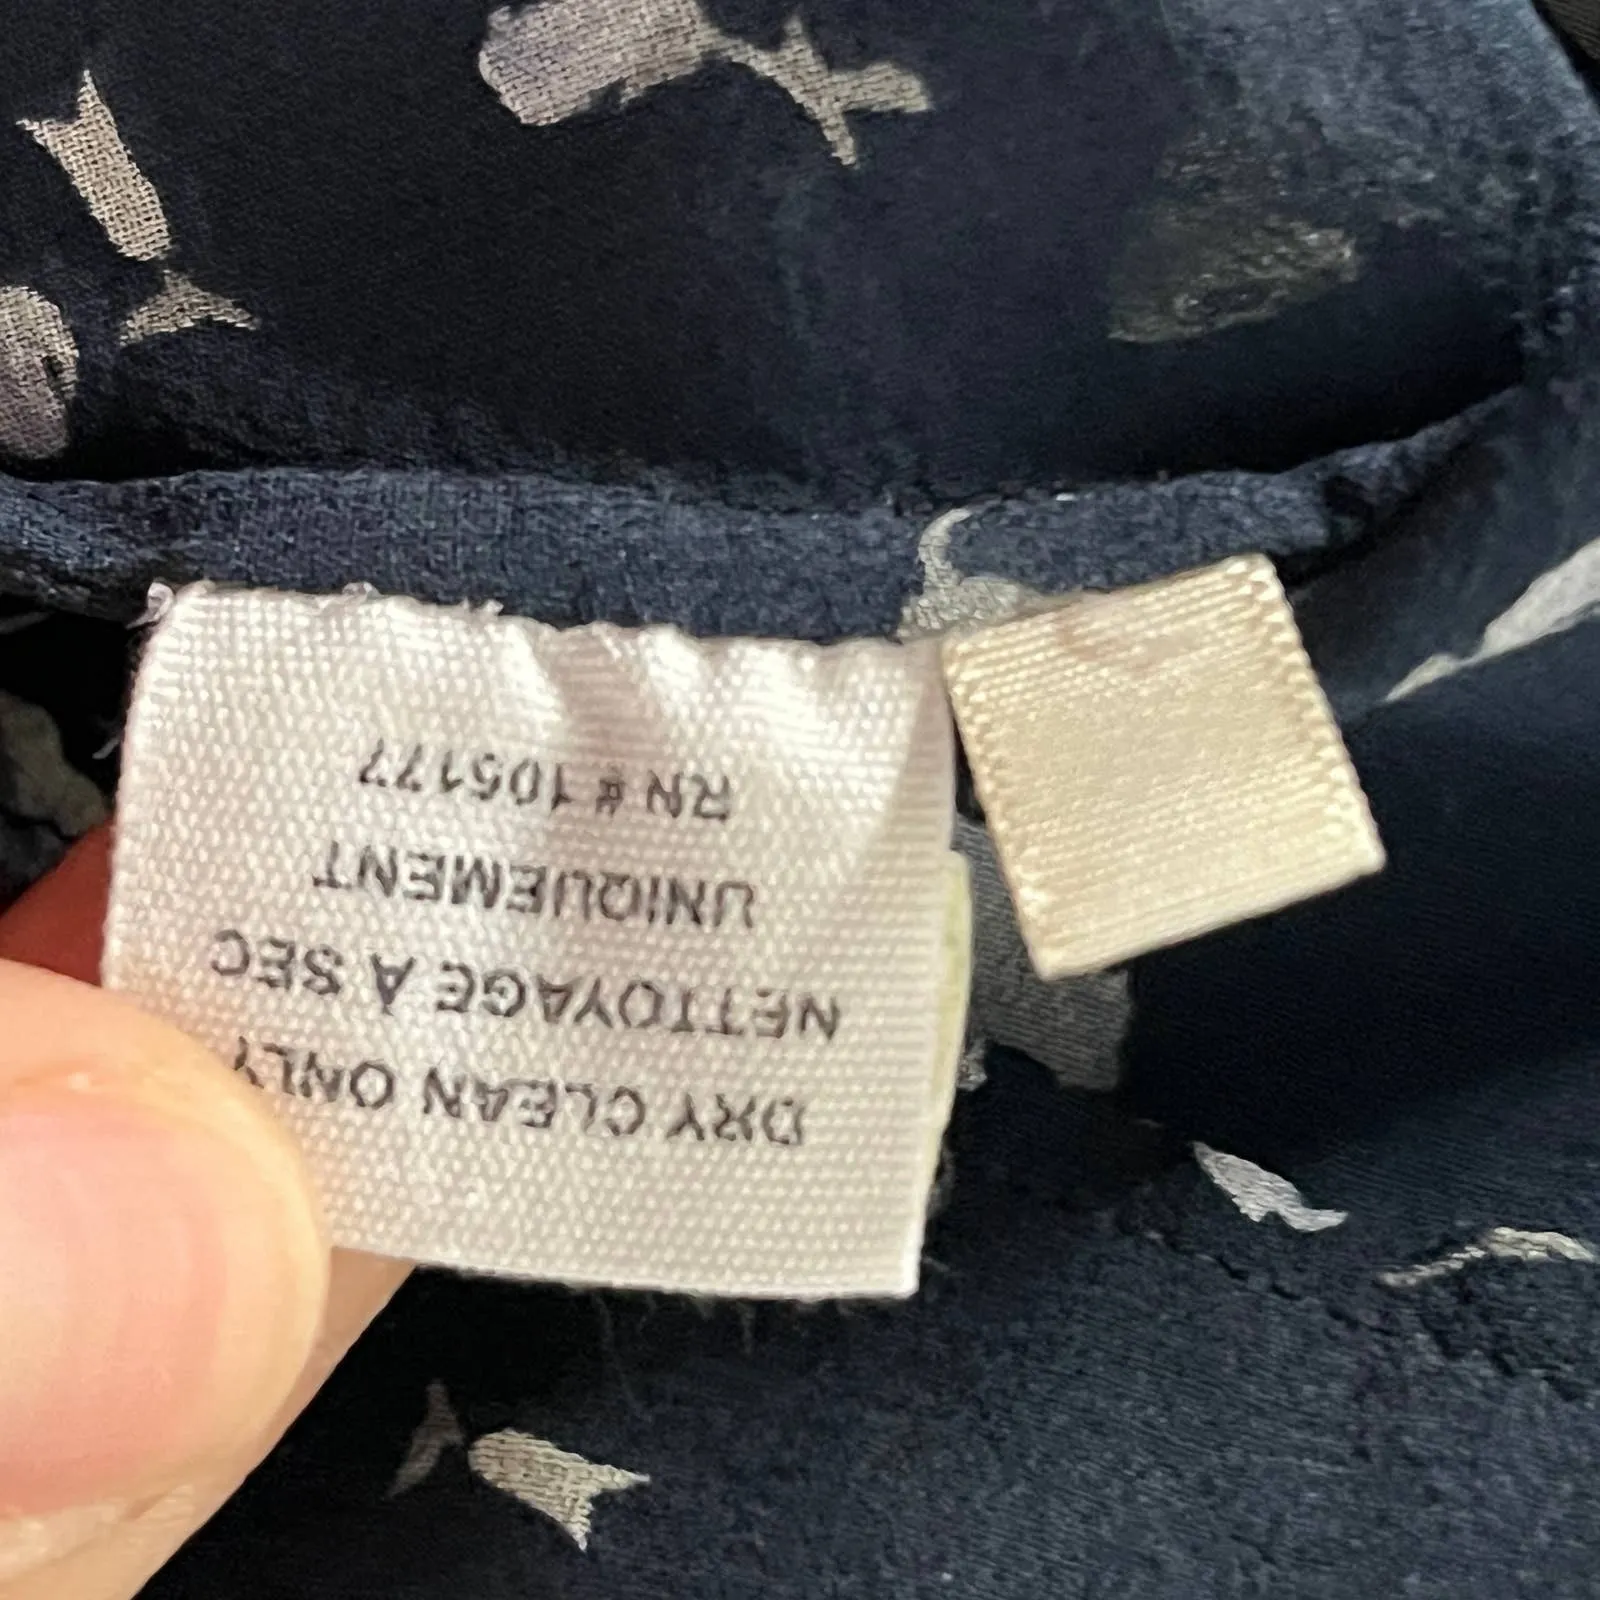 DRY CLEAN ONLY
NETTOYAGE À SEC
UNIQUEMENT
RN # 105177